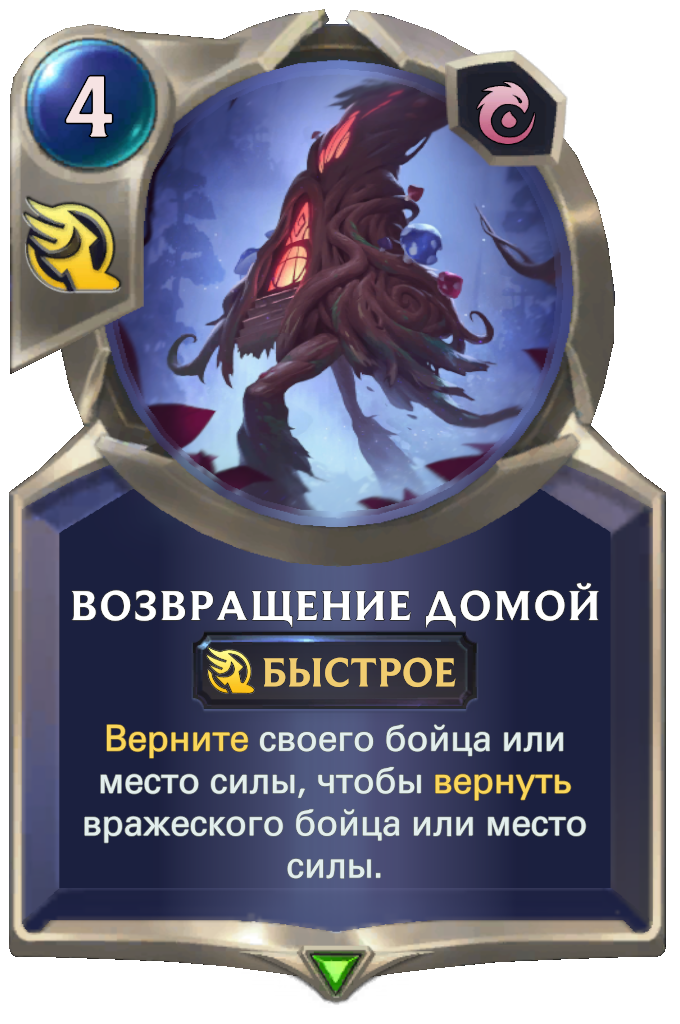 4
ВОЗВРАЩЕНИЕ ДОМОЙ
БЫСТРОЕ
Верните своего бойца или
место силы, чтобы вернуть
вражеского бойца или место
силы.